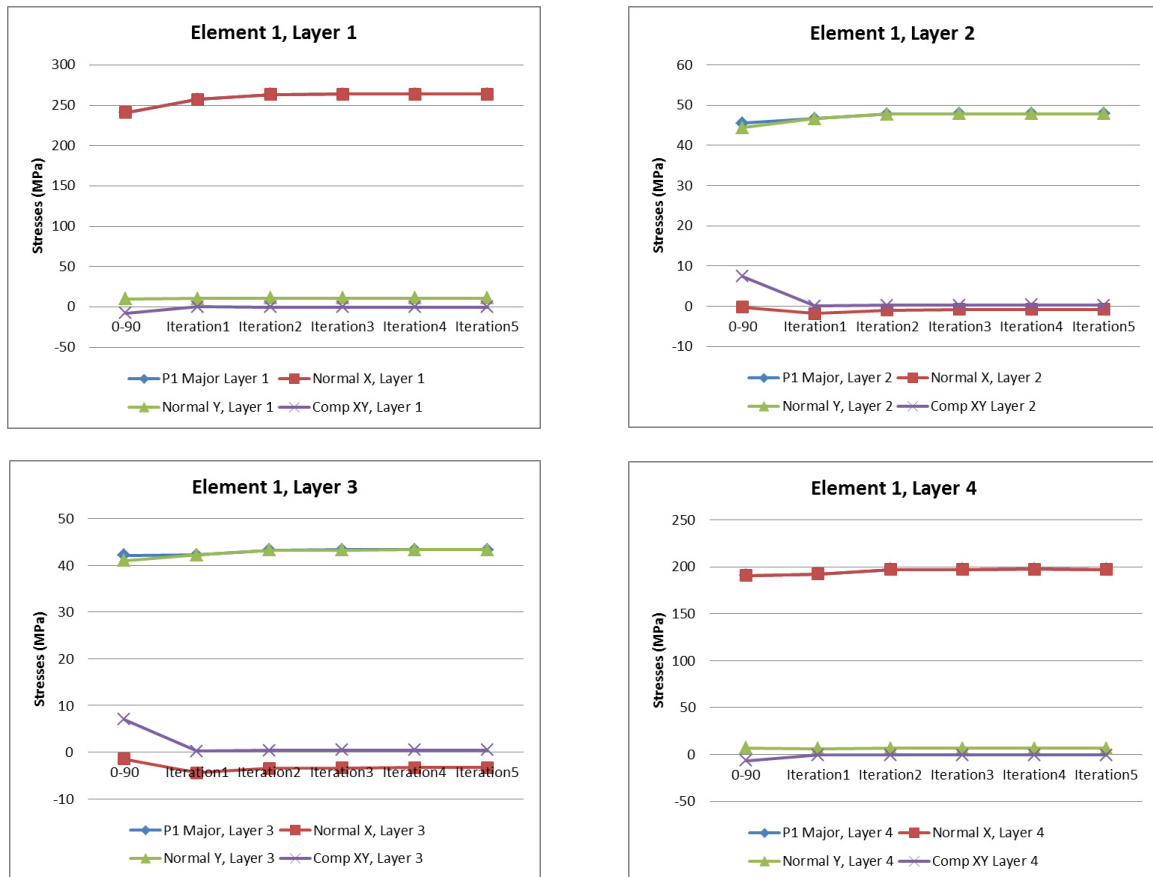 Element 1, Layer 1
Stresses (MPa)
300
250
200
150
100
50
0
-50
0-90 Iteration1 Iteration2 Iteration3 Iteration4 Iteration5
P1 Major Layer 1 Normal X, Layer 1
Normal Y, Layer 1 Comp XY, Layer 1
Element 1, Layer 2
Stresses (MPa)
60
50
40
30
20
10
0
-10
0-90 Iteration1 Iteration2 Iteration3 Iteration4 Iteration5
P1 Major, Layer 2 Normal X, Layer 2
Normal Y, Layer 2 Comp XY Layer 2
Element 1, Layer 3
Stresses (MPa)
50
40
30
20
10
0
-10
0-90 Iteration1 Iteration2 Iteration3 Iteration4 Iteration5
P1 Major, Layer 3 Normal X, Layer 3
Normal Y, Layer 3 Comp XY, Layer 3
Element 1, Layer 4
Stresses (MPa)
250
200
150
100
50
0
-50
0-90 Iteration1 Iteration2 Iteration3 Iteration4 Iteration5
P1 Major, Layer 4 Normal X, Layer 4
Normal Y, Layer 4 Comp XY Layer 4